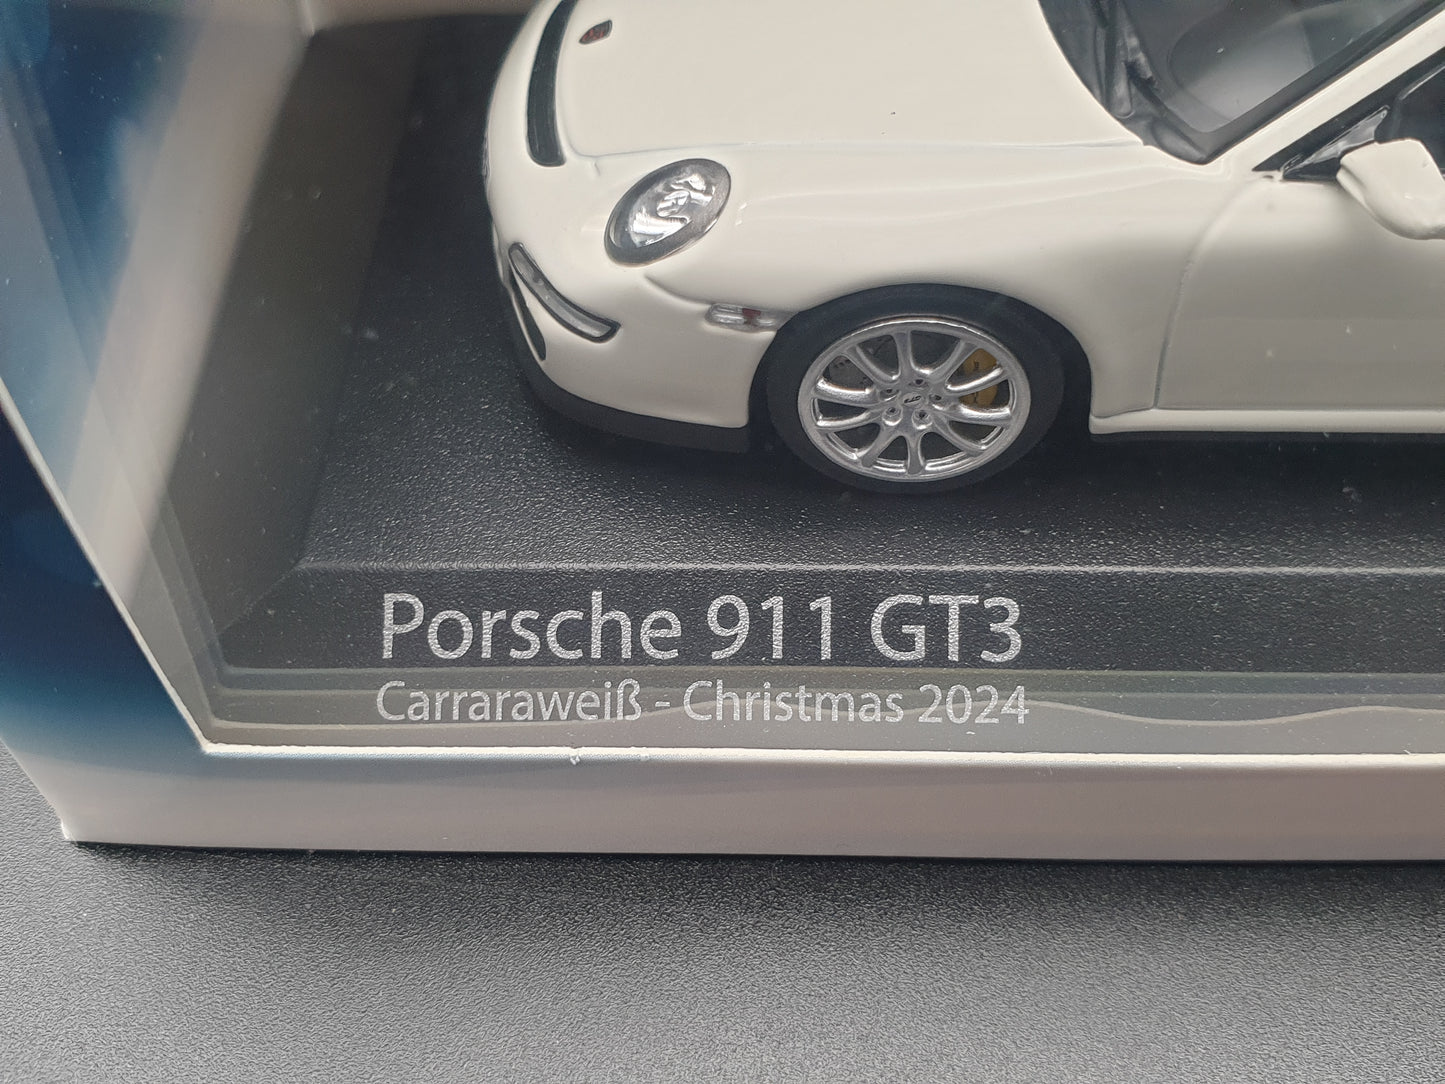 Porsche 911 GT3
Carraraweiß - Christmas 2024